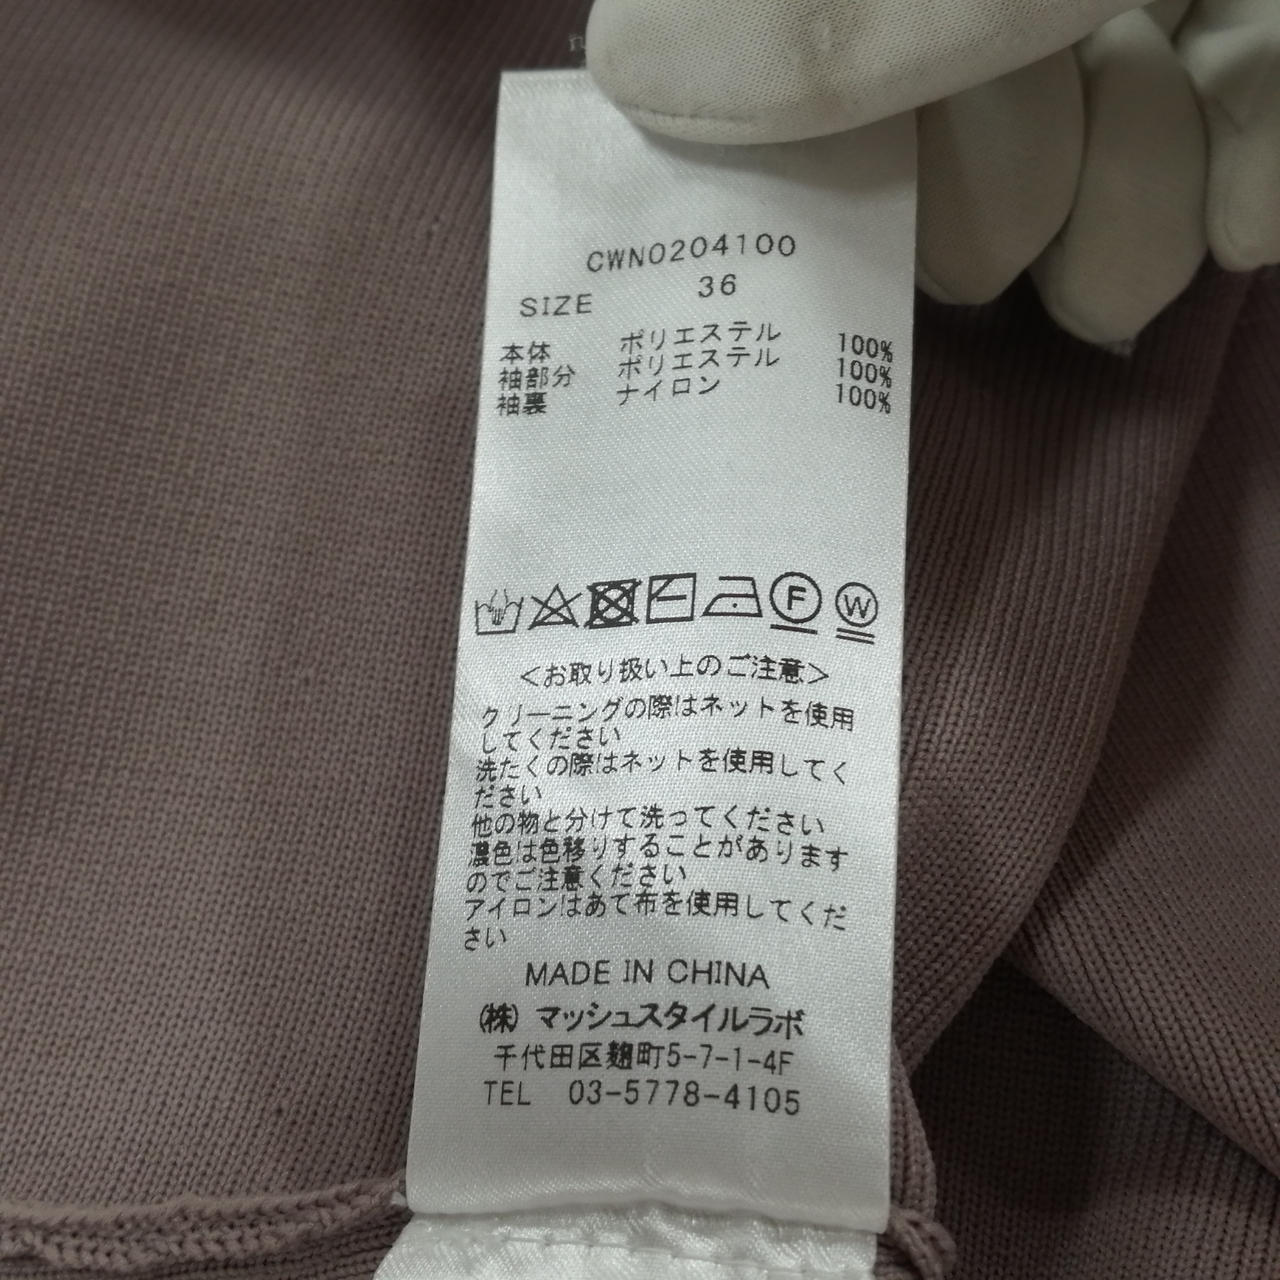 CWNO204100
SIZE 36
本体 ポリエステル 100%
袖部分 ポリエステル 100%
袖裏 ナイロン 100%
F W
<お取り扱い上のご注意>
クリーニングの際はネットを使用
してください
洗たくの際はネットを使用してく
ださい
他の物と分けて洗ってください
濃色は色移りすることがあります
のでご注意ください
アイロンはあて布を使用してくだ
さい
MADE IN CHINA
(株) マッシュスタイルラボ
千代田区麹町5-7-1-4F
TEL 03-5778-4105